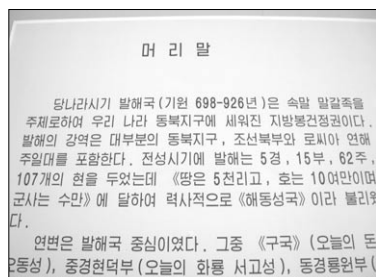 머 리 말
당나라시기 발해국(기원 698-926년)은 속말 말갈족을
주제로하여 우리 나라 동북지구에 세워진 지방봉건정권이다.
발해의 강역은 대부분의 동북지구, 조선북부와 로씨아 연해
주일대를 포함한다. 전성시기에 발해는 5경, 15부, 62주,
107개의 현을 두었는데 《땅은 5천리고, 호는 10여만이며
군사는 수만》에 달하여 력사적으로 《해동성국》이라 불리웟
다.
연변은 발해국 중심이였다. 그중 《구국》(오늘의 돈
오동성), 중경현덕부(오늘의 화룡 서고성), 동경룡원부(